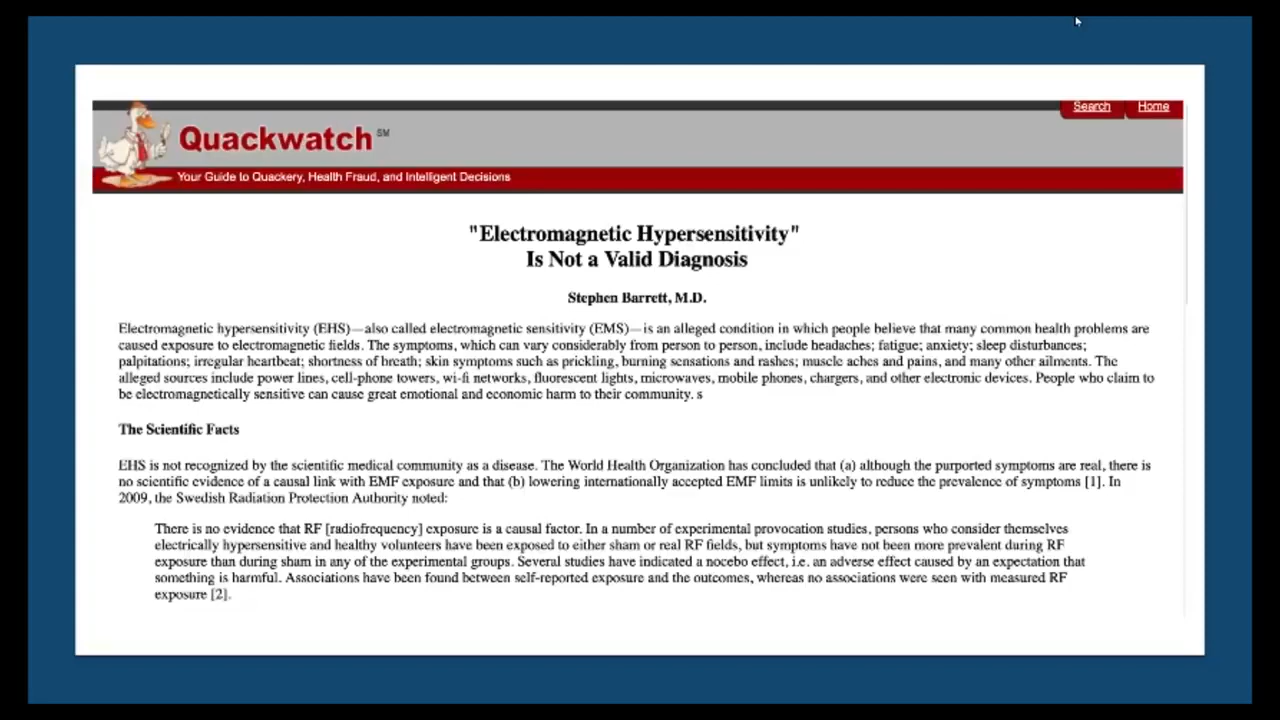 Search Home
Quackwatch SM
Your Guide to Quackery, Health Fraud, and Intelligent Decisions
"Electromagnetic Hypersensitivity"
Is Not a Valid Diagnosis
Stephen Barrett, M.D.
Electromagnetic hypersensitivity (EHS)—also called electromagnetic sensitivity (EMS)—is an alleged condition in which people believe that many common health problems are
caused exposure to electromagnetic fields. The symptoms, which can vary considerably from person to person, include headaches; fatigue; anxiety; sleep disturbances;
palpitations; irregular heartbeat; shortness of breath; skin symptoms such as prickling, burning sensations and rashes; muscle aches and pains, and many other ailments. The
alleged sources include power lines, cell-phone towers, wi-fi networks, fluorescent lights, microwaves, mobile phones, chargers, and other electronic devices. People who claim to
be electromagnetically sensitive can cause great emotional and economic harm to their community. s
The Scientific Facts
EHS is not recognized by the scientific medical community as a disease. The World Health Organization has concluded that (a) although the purported symptoms are real, there is
no scientific evidence of a causal link with EMF exposure and that (b) lowering internationally accepted EMF limits is unlikely to reduce the prevalence of symptoms [1]. In
2009, the Swedish Radiation Protection Authority noted:
There is no evidence that RF [radiofrequency] exposure is a causal factor. In a number of experimental provocation studies, persons who consider themselves
electrically hypersensitive and healthy volunteers have been exposed to either sham or real RF fields, but symptoms have not been more prevalent during RF
exposure than during sham in any of the experimental groups. Several studies have indicated a nocebo effect, i.e. an adverse effect caused by an expectation that
something is harmful. Associations have been found between self-reported exposure and the outcomes, whereas no associations were seen with measured RF
exposure [2].